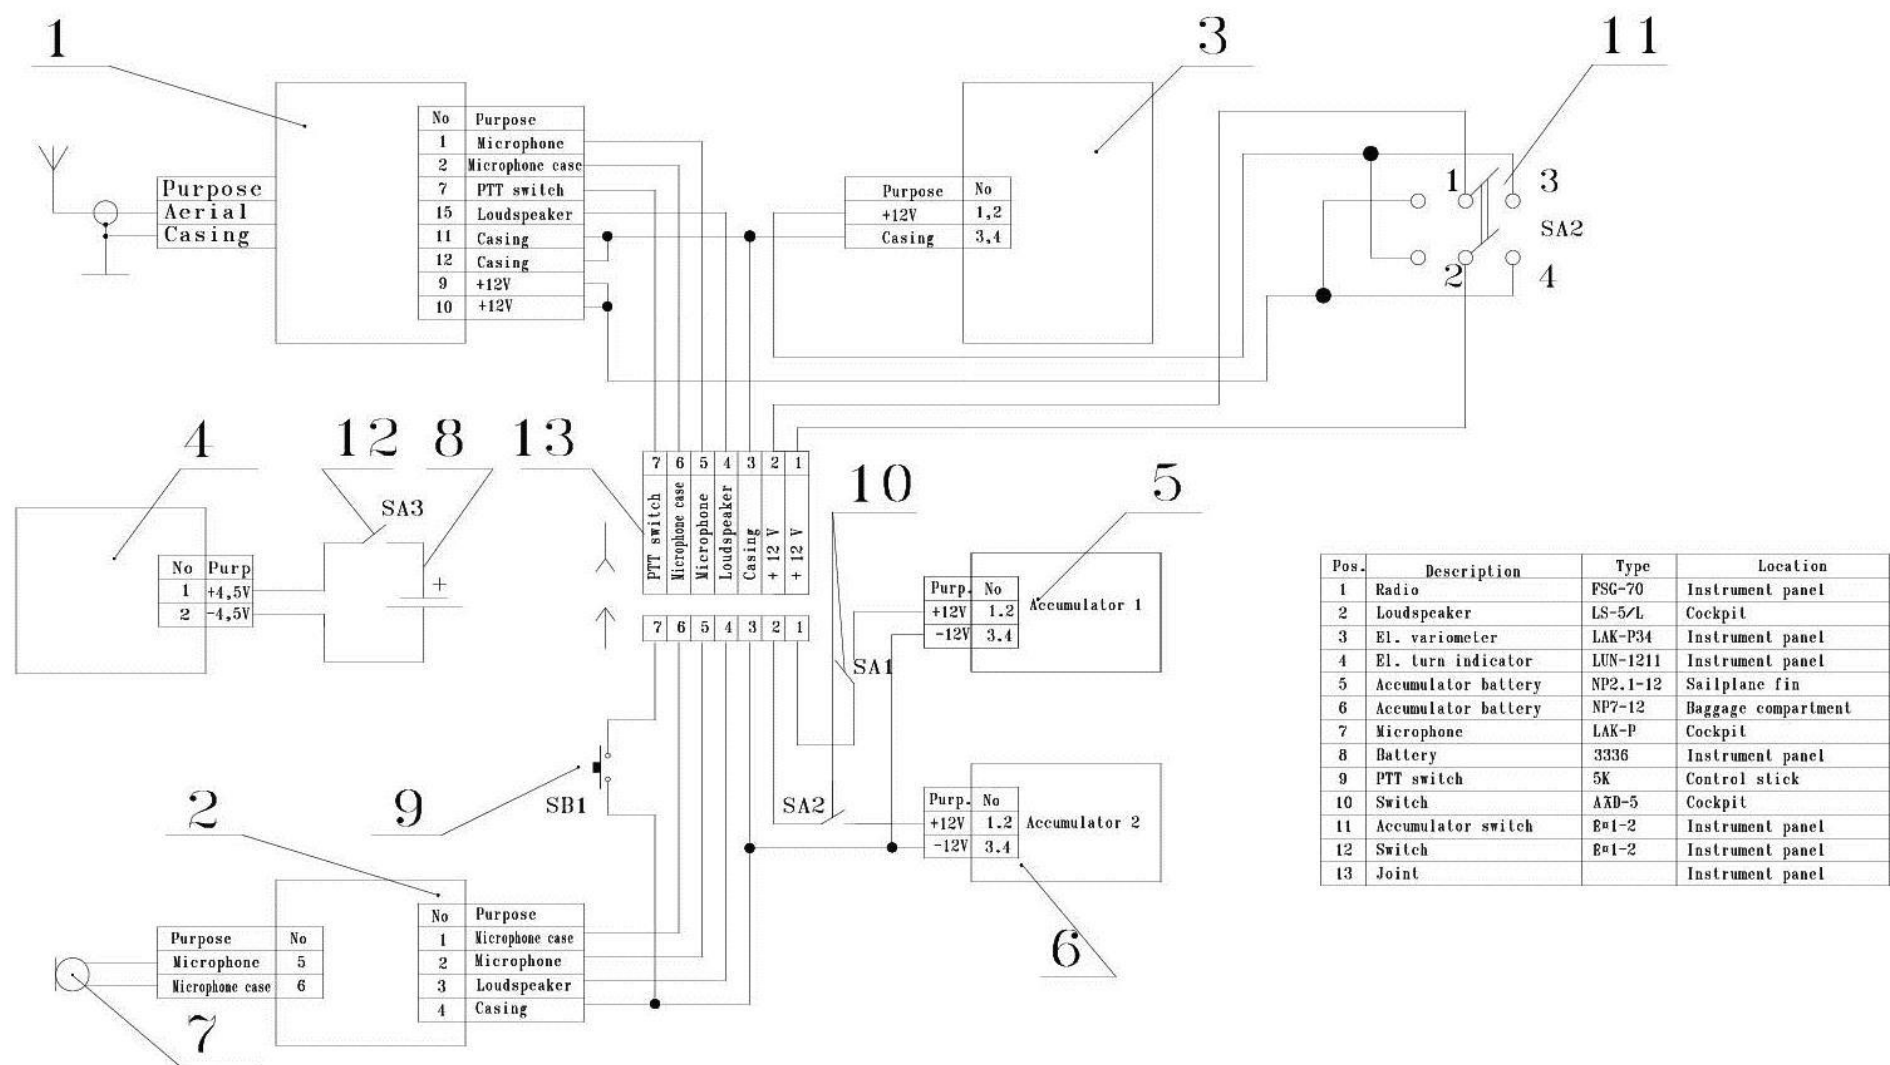 1
3
11
No Purpose
1 Microphone
2 Microphone case
7 PTT switch
15 Loudspeaker
11 Casing
12 Casing
9 +12V
10 +12V
Purpose
Aerial
Casing
Purpose No
+12V 1,2
Casing 3,4
1 3
SA2
2 4
4
12
8
13
SA3
No Purp
1 +4,5V
2 -4,5V
+
7 6 5 4 3 2 1
PTT switch
Microphone case
Microphone
Loudspeaker
Casing
+ 12 V
+ 12 V
7 6 5 4 3 2 1
10
5
Purp. No
+12V 1.2
-12V 3.4
Accumulator 1
SA1
SA2
Purp. No
+12V 1.2
-12V 3.4
Accumulator 2
6
SB1
9
2
No Purpose
1 Microphone case
2 Microphone
3 Loudspeaker
4 Casing
Purpose No
Microphone 5
Microphone case 6
7
Pos. Description Type Location
1 Radio FSG-70 Instrument panel
2 Loudspeaker LS-5/L Cockpit
3 El. variometer LAK-P34 Instrument panel
4 El. turn indicator LUN-1211 Instrument panel
5 Accumulator battery NP2.1-12 Sailplane fin
6 Accumulator battery NP7-12 Baggage compartment
7 Microphone LAK-P Cockpit
8 Battery 3336 Instrument panel
9 PTT switch 5K Control stick
10 Switch Cockpit
11 Accumulator switch Instrument panel
12 Switch Instrument panel
13 Joint Instrument panel